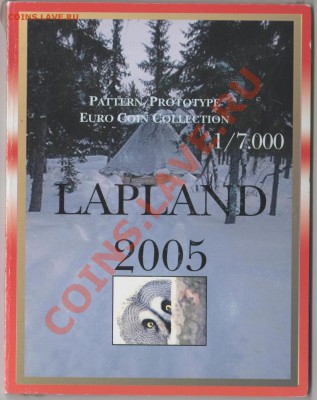 COINS.LAVE.RU
PATTERN/PROTOTYPE
EURO COIN COLLECTION
1/7.000
LAPLAND
2005
COINS.LAVE.RU